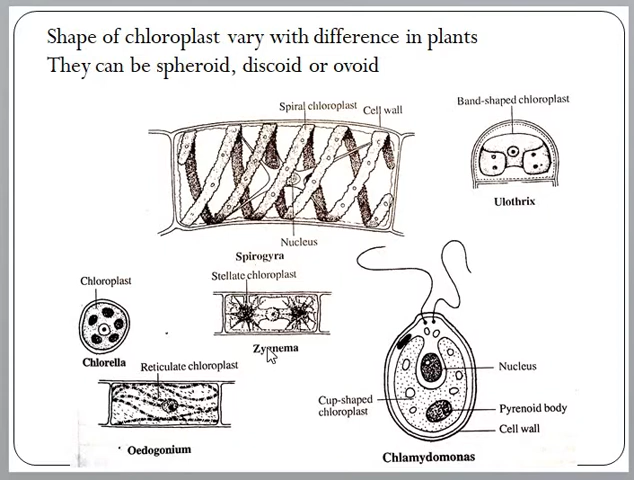 Shape of chloroplast vary with difference in plants
They can be spheroid, discoid or ovoid
Spiral chloroplast
Cell wall
Nucleus
Spirogyra
Band-shaped chloroplast
Ulothrix
Chloroplast
Chlorella
Stellate chloroplast
Zygnema
Reticulate chloroplast
Oedogonium
Nucleus
Cup-shaped
chloroplast
Pyrenoid body
Cell wall
Chlamydomonas